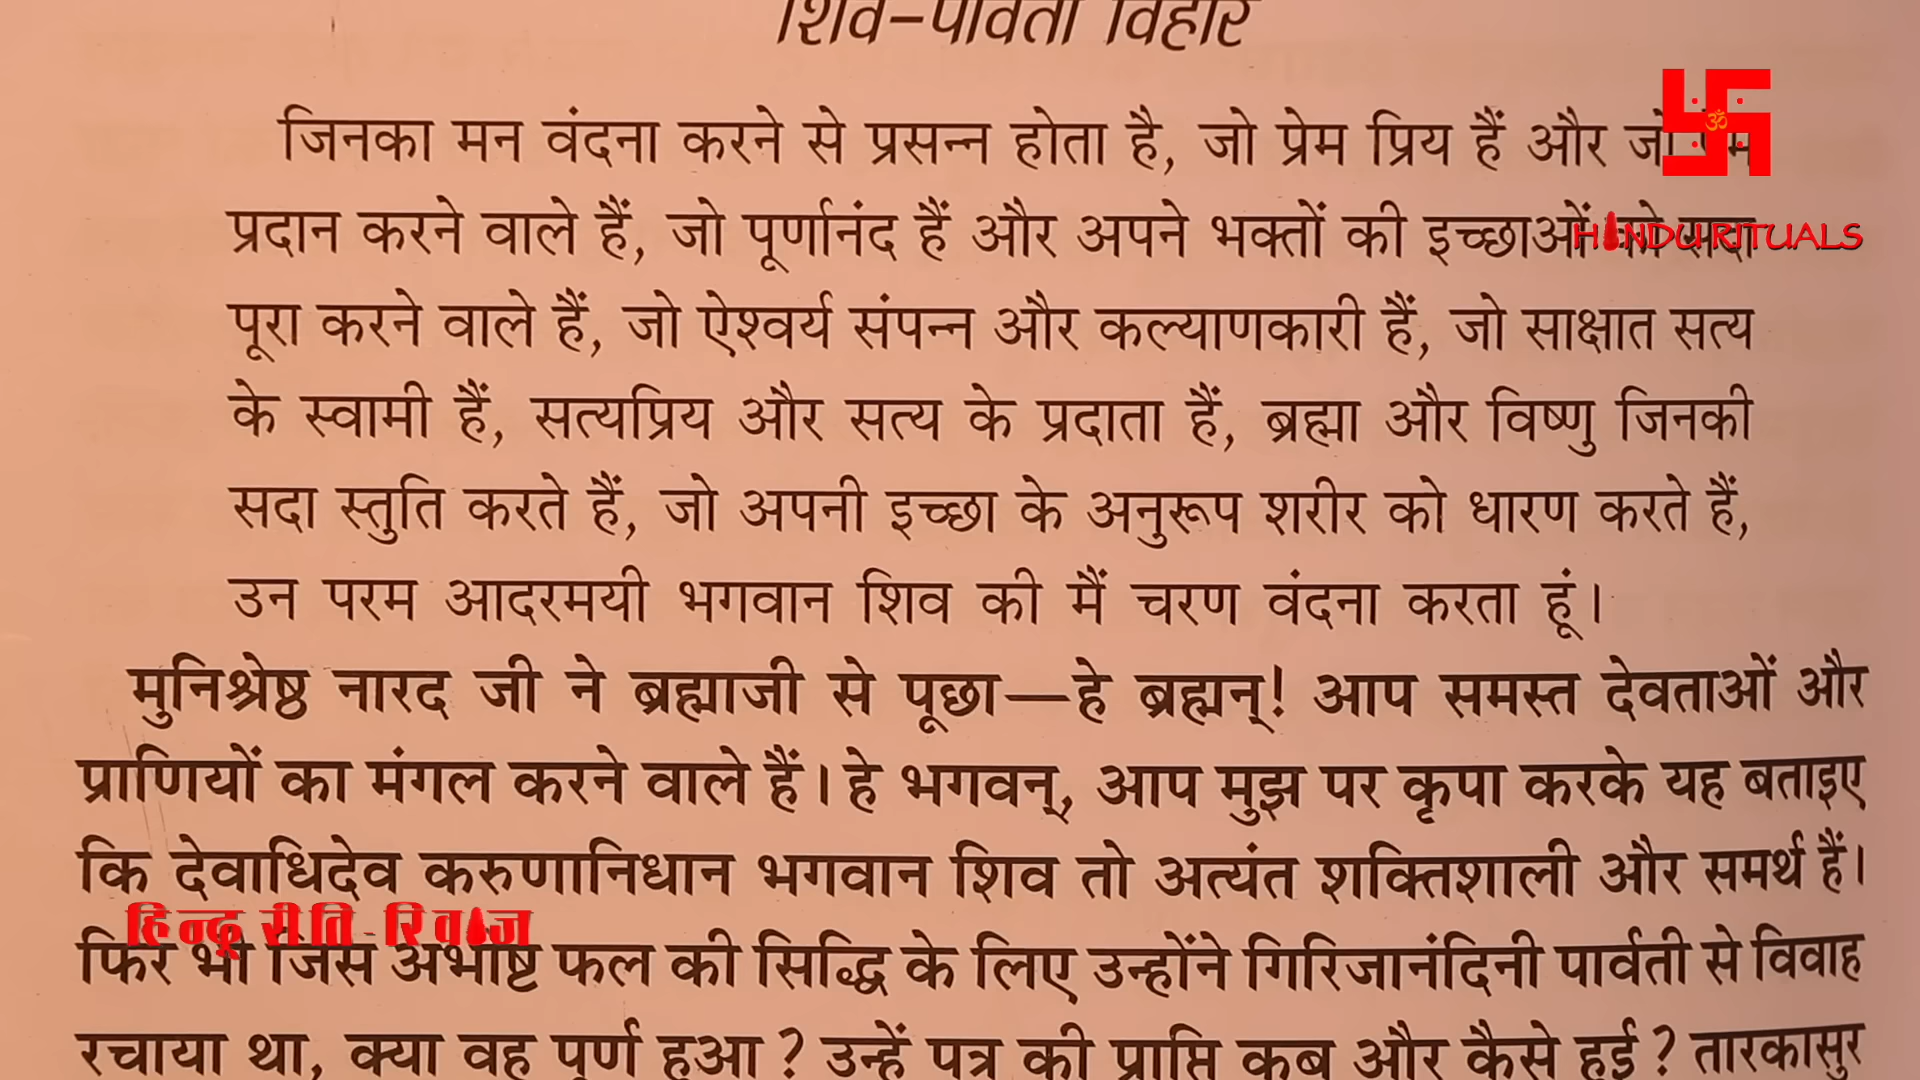 शिव-पार्वती विहार
जिनका मन वंदना करने से प्रसन्न होता है, जो प्रेम प्रिय हैं और जो
प्रदान करने वाले हैं, जो पूर्णानंद हैं और अपने भक्तों की इच्छाओं को सदा
HINDU RITUALS
पूरा करने वाले हैं, जो ऐश्वर्य संपन्न और कल्याणकारी हैं, जो साक्षात सत्य
के स्वामी हैं, सत्यप्रिय और सत्य के प्रदाता हैं, ब्रह्मा और विष्णु जिनकी
सदा स्तुति करते हैं, जो अपनी इच्छा के अनुरूप शरीर को धारण करते हैं,
उन परम आदरमयी भगवान शिव की मैं चरण वंदना करता हूं।
मुनिश्रेष्ठ नारद जी ने ब्रह्माजी से पूछा—हे ब्रह्मन्! आप समस्त देवताओं और
प्राणियों का मंगल करने वाले हैं। हे भगवन्, आप मुझ पर कृपा करके यह बताइए
कि देवाधिदेव करुणानिधान भगवान शिव तो अत्यंत शक्तिशाली और समर्थ हैं।
हिन्दू रीति-रिवाज
फिर भी जिस अभीष्ट फल की सिद्धि के लिए उन्होंने गिरिजानंदिनी पार्वती से विवाह
रचाया था, क्या वह पूर्ण हुआ? उन्हें पुत्र की प्राप्ति कब और कैसे हुई? तारकासुर